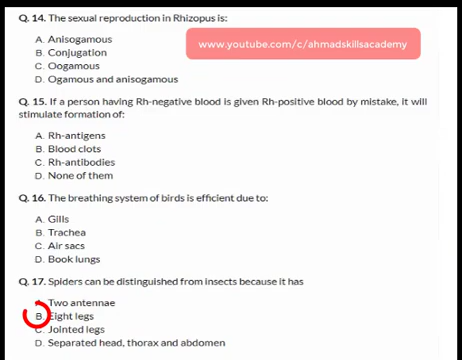 Q. 14. The sexual reproduction in Rhizopus is:
A. Anisogamous
www.youtube.com/c/ahmadskillsacademy
B. Conjugation
C. Oogamous
D. Ogamous and anisogamous
Q. 15. If a person having Rh-negative blood is given Rh-positive blood by mistake, it will
stimulate formation of:
A. Rh-antigens
B. Blood clots
C. Rh-antibodies
D. None of them
Q. 16. The breathing system of birds is efficient due to:
A. Gills
B. Trachea
C. Air sacs
D. Book lungs
Q. 17. Spiders can be distinguished from insects because it has
A. Two antennae
B. Eight legs
C. Jointed legs
D. Separated head, thorax and abdomen